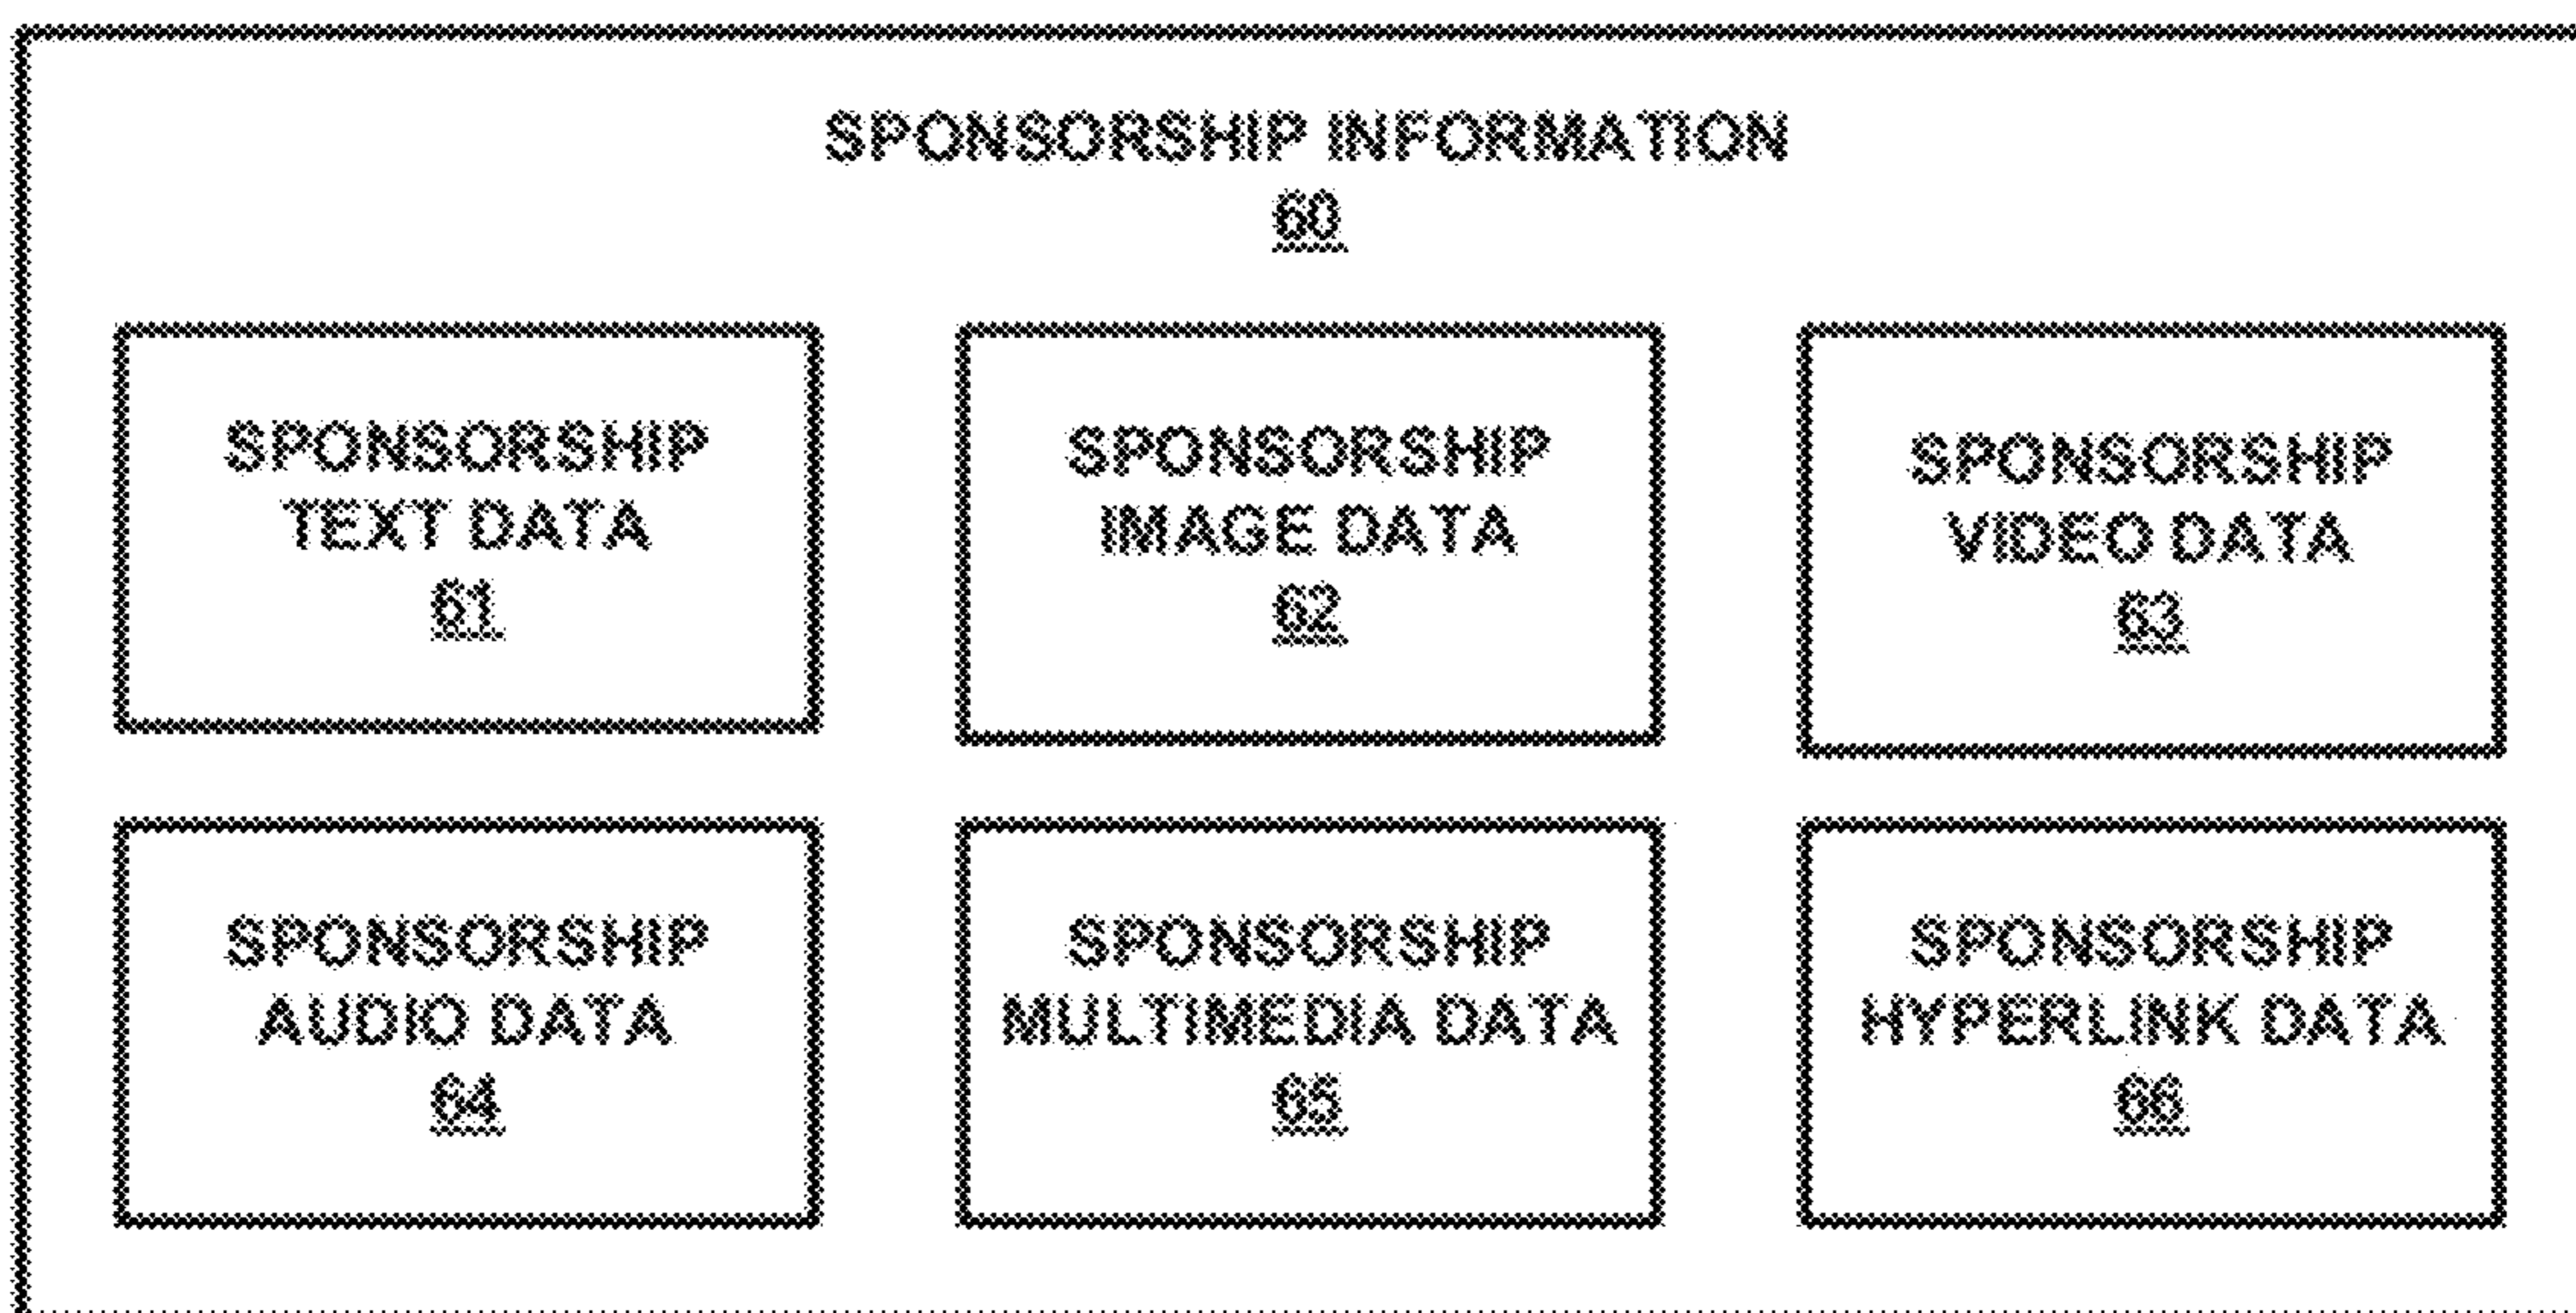 SPONSORSHIP INFORMATION
60
SPONSORSHIP
TEXT DATA
61
SPONSORSHIP
IMAGE DATA
62
SPONSORSHIP
VIDEO DATA
63
SPONSORSHIP
AUDIO DATA
64
SPONSORSHIP
MULTIMEDIA DATA
65
SPONSORSHIP
HYPERLINK DATA
66